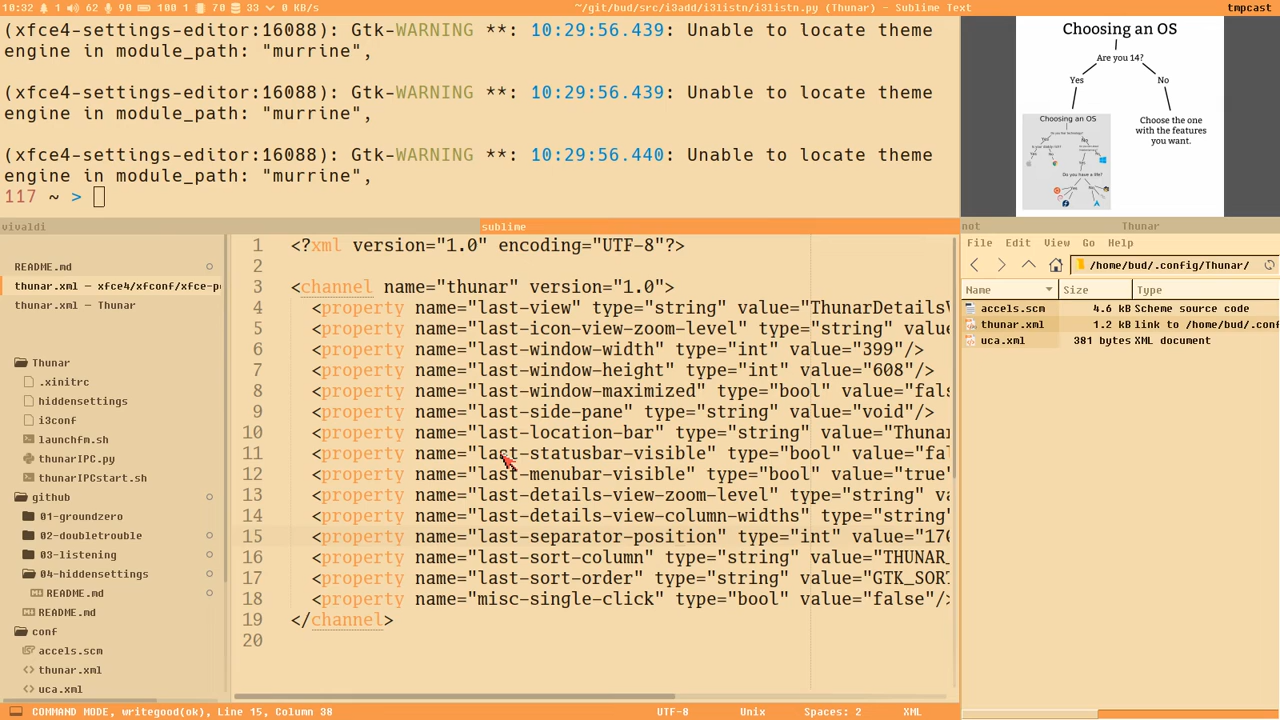 10:32 1 62 90 100 1 70 33 0 KB/s
~/git/bud/src/i3add/i3listn/i3listn.py (Thunar) - Sublime Text
tmpcast
(xfce4-settings-editor:16088): Gtk-WARNING **: 10:29:56.439: Unable to locate theme
engine in module_path: "murrine",
(xfce4-settings-editor:16088): Gtk-WARNING **: 10:29:56.439: Unable to locate theme
engine in module_path: "murrine",
(xfce4-settings-editor:16088): Gtk-WARNING **: 10:29:56.440: Unable to locate theme
engine in module_path: "murrine",
117 ~ >
Choosing an OS
Are you 14?
Yes
No
Choosing an OS
Do you have a life?
Choose the one
with the features
you want.
vivaldi
sublime
README.md
thunar.xml — xfce4/xfconf/xfce-p
thunar.xml — Thunar
Thunar
.xinitrc
hiddensettings
i3conf
launchfm.sh
thunarIPC.py
thunarIPCstart.sh
github
01-groundzero
02-doubletrouble
03-listening
04-hiddensettings
README.md
README.md
conf
accels.scm
thunar.xml
uca.xml
1 <?xml version="1.0" encoding="UTF-8"?>
2
3 <channel name="thunar" version="1.0">
4 <property name="last-view" type="string" value="ThunarDetailsV
5 <property name="last-icon-view-zoom-level" type="string" value
6 <property name="last-window-width" type="int" value="399"/>
7 <property name="last-window-height" type="int" value="608"/>
8 <property name="last-window-maximized" type="bool" value="fals
9 <property name="last-side-pane" type="string" value="void"/>
10 <property name="last-location-bar" type="string" value="Thunar
11 <property name="last-statusbar-visible" type="bool" value="fal
12 <property name="last-menubar-visible" type="bool" value="true"
13 <property name="last-details-view-zoom-level" type="string" va
14 <property name="last-details-view-column-widths" type="string"
15 <property name="last-separator-position" type="int" value="170
16 <property name="last-sort-column" type="string" value="THUNAR_
17 <property name="last-sort-order" type="string" value="GTK_SORT
18 <property name="misc-single-click" type="bool" value="false"/>
19 </channel>
20
COMMAND MODE, writegood(ok), Line 15, Column 38
UTF-8
Unix
Spaces: 2
XML
not
Thunar
File Edit View Go Help
/home/bud/.config/Thunar/
Name Size Type
accels.scm 4.6 kB Scheme source code
thunar.xml 1.2 kB link to /home/bud/.conf
uca.xml 381 bytes XML document